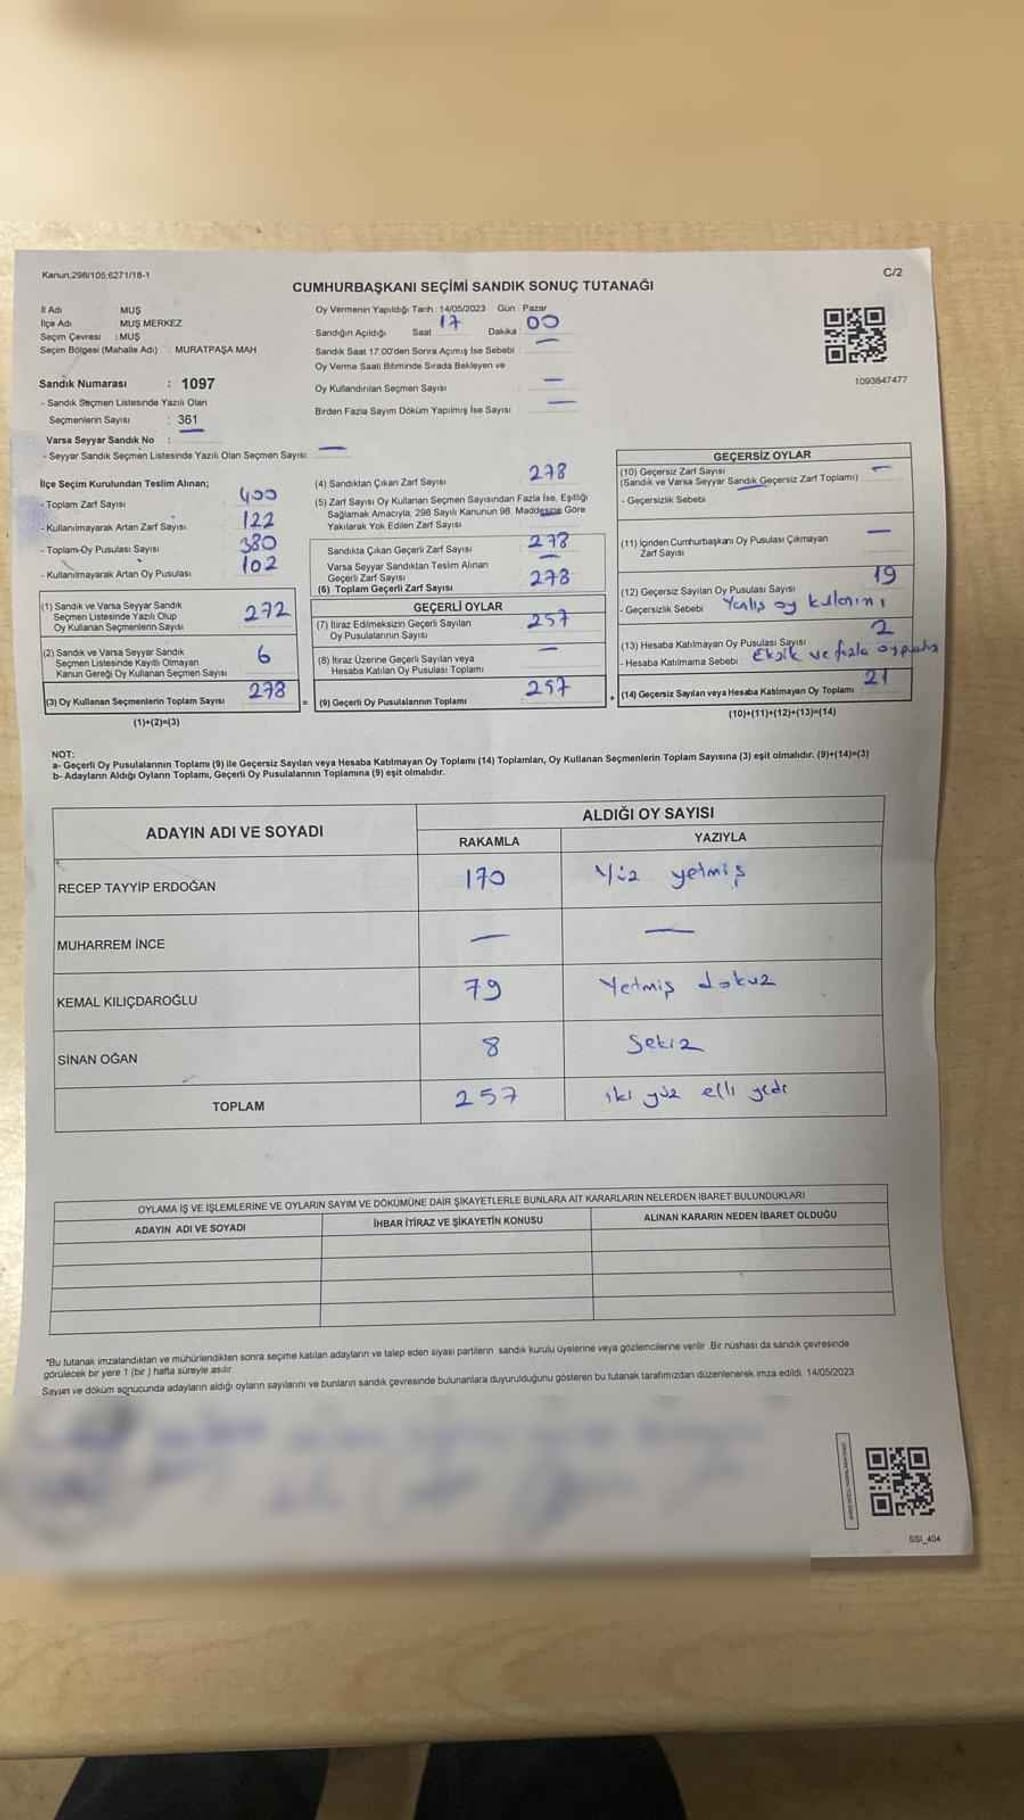 Kanun;298/105;6271/18-1
C/2
CUMHURBAŞKANI SEÇİMİ SANDIK SONUÇ TUTANAĞI
İl Adı MUŞ
İlçe Adı MUŞ MERKEZ
Seçim Çevresi : MUŞ
Seçim Bölgesi (Mahalle Adı) : MURATPAŞA MAH
Oy Vermenin Yapıldığı Tarih : 14/05/2023 Gün : Pazar
Sandığın Açıldığı Saat 17 Dakika 00
Sandık Saat 17.00'den Sonra Açılmış İse Sebebi —
Oy Verme Saati Bitiminde Sırada Bekleyen ve
Oy Kullandırılan Seçmen Sayısı —
Birden Fazla Sayım Döküm Yapılmış İse Sayısı —
1093647477
Sandık Numarası : 1097
- Sandık Seçmen Listesinde Yazılı Olan
Seçmenlerin Sayısı : 361
Varsa Seyyar Sandık No :
- Seyyar Sandık Seçmen Listesinde Yazılı Olan Seçmen Sayısı: —
İlçe Seçim Kurulundan Teslim Alınan;
- Toplam Zarf Sayısı 400
- Kullanılmayarak Artan Zarf Sayısı 122
- Toplam Oy Pusulası Sayısı 380
- Kullanılmayarak Artan Oy Pusulası 102
(1) Sandık ve Varsa Seyyar Sandık
Seçmen Listesinde Yazılı Olup
Oy Kullanan Seçmenlerin Sayısı 272
(2) Sandık ve Varsa Seyyar Sandık
Seçmen Listesinde Kayıtlı Olmayan
Kanun Gereği Oy Kullanan Seçmen Sayısı 6
(3) Oy Kullanan Seçmenlerin Toplam Sayısı 278
(1)+(2)=(3)
(4) Sandıktan Çıkan Zarf Sayısı 278
(5) Zarf Sayısı Oy Kullanan Seçmen Sayısından Fazla İse, Eşitliği
Sağlamak Amacıyla, 298 Sayılı Kanunun 98. Maddesine Göre
Yakılarak Yok Edilen Zarf Sayısı —
Sandıkta Çıkan Geçerli Zarf Sayısı 278
Varsa Seyyar Sandıktan Teslim Alınan
Geçerli Zarf Sayısı —
(6) Toplam Geçerli Zarf Sayısı 278
GEÇERLİ OYLAR
(7) İtiraz Edilmeksizin Geçerli Sayılan
Oy Pusulalarının Sayısı 257
(8) İtiraz Üzerine Geçerli Sayılan veya
Hesaba Katılan Oy Pusulası Toplamı —
= (9) Geçerli Oy Pusulalarının Toplamı 257
GEÇERSİZ OYLAR
(10) Geçersiz Zarf Sayısı —
(Sandık ve Varsa Seyyar Sandık Geçersiz Zarf Toplamı)
- Geçersizlik Sebebi —
(11) İçinden Cumhurbaşkanı Oy Pusulası Çıkmayan
Zarf Sayısı —
(12) Geçersiz Sayılan Oy Pusulası Sayısı 19
- Geçersizlik Sebebi Yanlış oy kullanını
(13) Hesaba Katılmayan Oy Pusulası Sayısı 2
- Hesaba Katılmama Sebebi Eksik ve fazla
+ (14) Geçersiz Sayılan veya Hesaba Katılmayan Oy Toplamı 21
(10)+(11)+(12)+(13)=(14)
NOT:
a- Geçerli Oy Pusulalarının Toplamı (9) ile Geçersiz Sayılan veya Hesaba Katılmayan Oy Toplamı (14) Toplamları, Oy Kullanan Seçmenlerin Toplam Sayısına (3) eşit olmalıdır. (9)+(14)=(3)
b- Adayların Aldığı Oyların Toplamı, Geçerli Oy Pusulalarının Toplamına (9) eşit olmalıdır.
ADAYIN ADI VE SOYADI
ALDIĞI OY SAYISI
RAKAMLA YAZIYLA
RECEP TAYYİP ERDOĞAN 170 Yüz yetmiş
MUHARREM İNCE — —
KEMAL KILIÇDAROĞLU 79 Yetmiş dokuz
SİNAN OĞAN 8 Sekiz
TOPLAM 257 iki yüz elli yedi
OYLAMA İŞ VE İŞLEMLERİNE VE OYLARIN SAYIM VE DÖKÜMÜNE DAİR ŞİKAYETLERLE BUNLARA AİT KARARLARIN NELERDEN İBARET BULUNDUKLARI
ADAYIN ADI VE SOYADI İHBAR İTİRAZ VE ŞİKAYETİN KONUSU ALINAN KARARIN NEDEN İBARET OLDUĞU
*Bu tutanak imzalandıktan ve mühürlendikten sonra seçime katılan adayların ve talep eden siyasi partilerin sandık kurulu üyelerine veya gözlemcilerine verilir. Bir nüshası da sandık çevresinde
görülecek bir yere 1 (bir) hafta süreyle asılır.
Sayım ve döküm sonucunda adayların aldığı oyların sayılarını ve bunların sandık çevresinde bulunanlara duyurulduğunu gösteren bu tutanak tarafımızdan düzenlenerek imza edildi. 14/05/2023
SSI_404